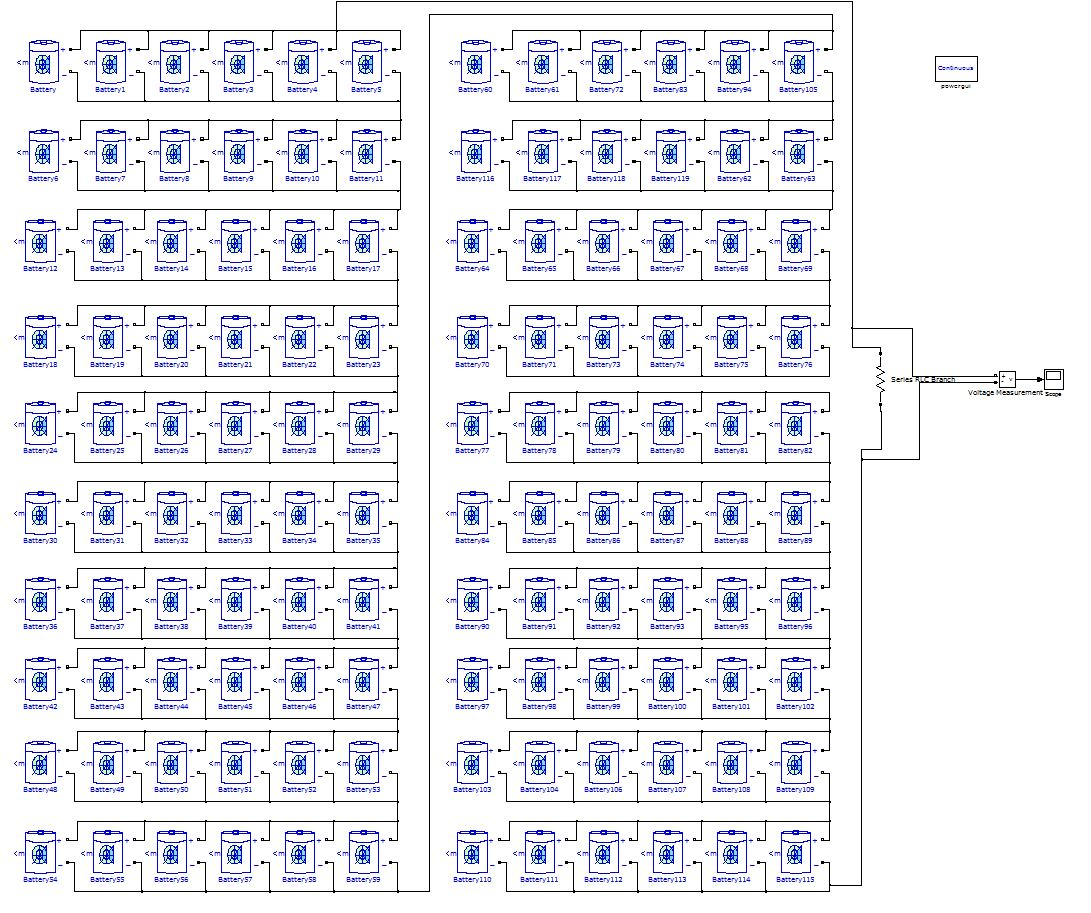 Battery Battery1 Battery2 Battery3 Battery4 Battery5 Battery60 Battery61 Battery72 Battery83 Battery94 Battery105
Continuous
powergui
Battery6 Battery7 Battery8 Battery9 Battery10 Battery11 Battery116 Battery117 Battery118 Battery119 Battery62 Battery63
Battery12 Battery13 Battery14 Battery15 Battery16 Battery17 Battery64 Battery65 Battery66 Battery67 Battery68 Battery69
Battery18 Battery19 Battery20 Battery21 Battery22 Battery23 Battery70 Battery71 Battery73 Battery74 Battery75 Battery76
Series RLC Branch
Voltage Measurement
Scope
Battery24 Battery25 Battery26 Battery27 Battery28 Battery29 Battery77 Battery78 Battery79 Battery80 Battery81 Battery82
Battery30 Battery31 Battery32 Battery33 Battery34 Battery35 Battery84 Battery85 Battery86 Battery87 Battery88 Battery89
Battery36 Battery37 Battery38 Battery39 Battery40 Battery41 Battery90 Battery91 Battery92 Battery93 Battery95 Battery96
Battery42 Battery43 Battery44 Battery45 Battery46 Battery47 Battery97 Battery98 Battery99 Battery100 Battery101 Battery102
Battery48 Battery49 Battery50 Battery51 Battery52 Battery53 Battery103 Battery104 Battery106 Battery107 Battery108 Battery109
Battery54 Battery55 Battery56 Battery57 Battery58 Battery59 Battery110 Battery111 Battery112 Battery113 Battery114 Battery115